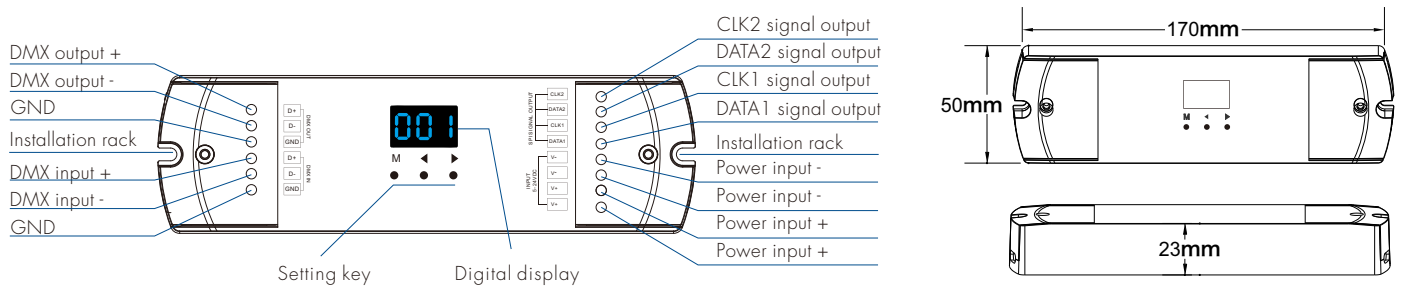 DMX output +
DMX output -
GND
Installation rack
DMX input +
DMX input -
GND
D+
D-
GND
D+
D-
GND
DMX OUT
DMX IN
001
M
Setting key
Digital display
SPI SIGNAL OUTPUT
INPUT
5-24VDC
CLK2
DATA2
CLK1
DATA1
V-
V-
V+
V+
CLK2 signal output
DATA2 signal output
CLK1 signal output
DATA1 signal output
Installation rack
Power input -
Power input -
Power input +
Power input +
170mm
50mm
M
23mm